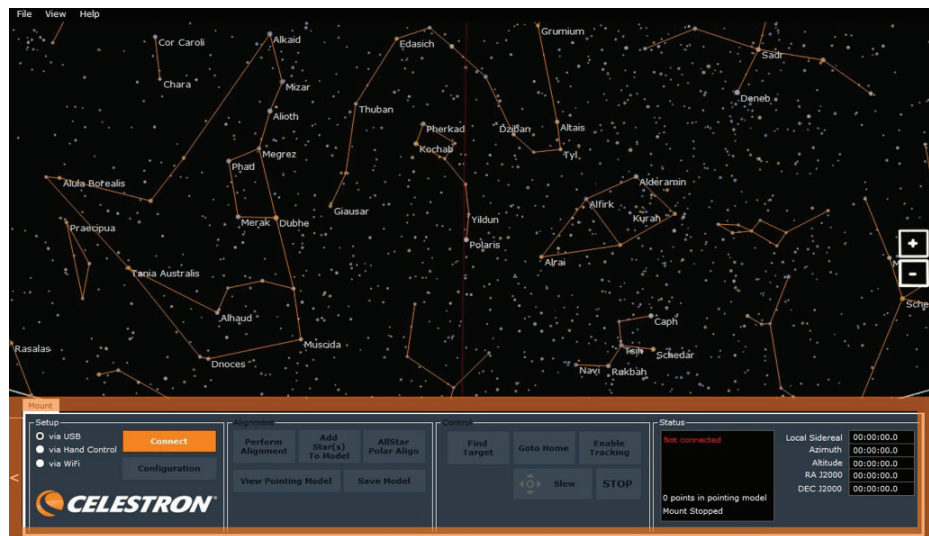 File View Help
Grumium
Cor Caroli
Alkaid
Edasich
Sadr
Chara
Mizar
Deneb
Thuban
Alioth
Pherkad
Dziban
Altais
Kochab
Megrez
Tyl
Phad
Alula Borealis
Alderamin
Alfirk
Giausar
Kurah
Merak
Dubhe
Yildun
Praecipua
Polaris
+
Alrai
Tania Australis
-
Sche
Alhaud
Caph
Muscida
Rasalas
Tsih
Schedar
Dnoces
Navi
Rukbah
Mount
Setup
via USB
via Hand Control
via WiFi
Connect
Configuration
CELESTRON
Alignment
Perform
Alignment
Add
Star(s)
To Model
AllStar
Polar Align
View Pointing Model
Save Model
Control
Find
Target
Goto Home
Enable
Tracking
Slew
STOP
Status
Not connected
0 points in pointing model
Mount Stopped
Local Sidereal 00:00:00.0
Azimuth 00:00:00.0
Altitude 00:00:00.0
RA J2000 00:00:00.0
DEC J2000 00:00:00.0
<